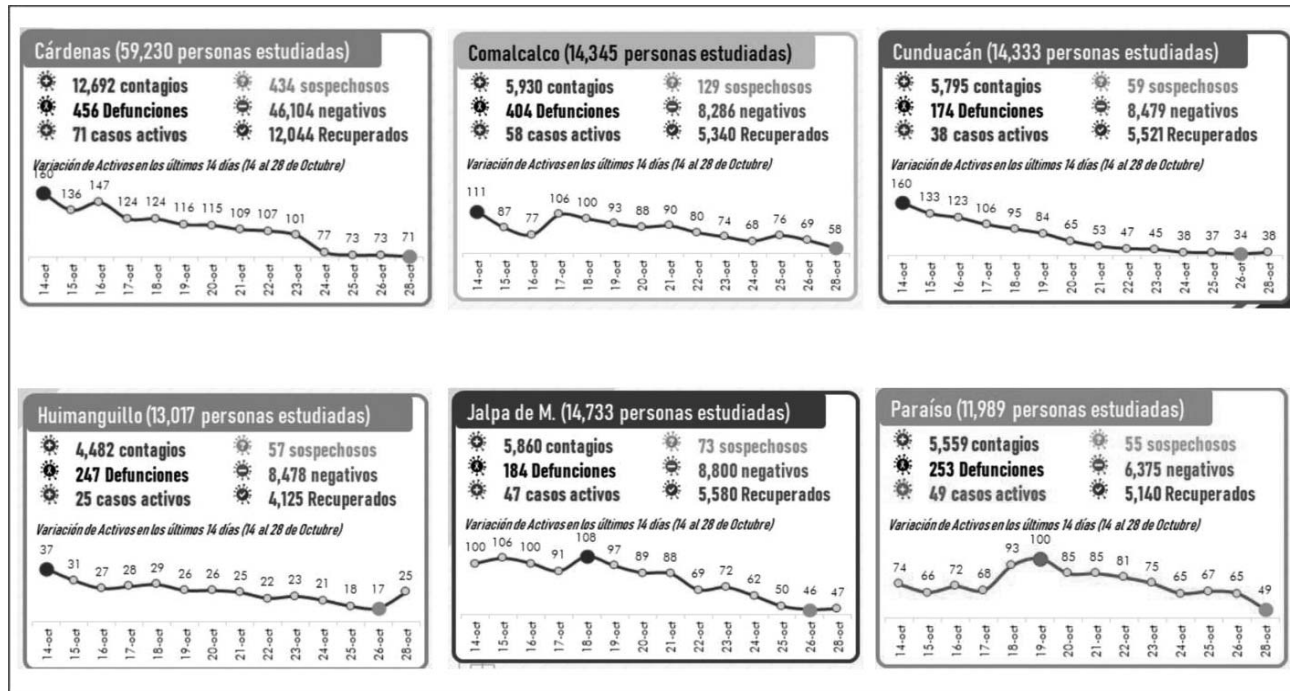 Cárdenas (59,230 personas estudiadas)
12,692 contagios 434 sospechosos
456 Defunciones 46,104 negativos
71 casos activos 12,044 Recuperados
Variación de Activos en los últimos 14 días (14 al 28 de Octubre)
160 136 147 124 124 116 115 109 107 101 77 73 73 71
14-oct 15-oct 16-oct 17-oct 18-oct 19-oct 20-oct 21-oct 22-oct 23-oct 24-oct 25-oct 26-oct 28-oct
Comalcalco (14,345 personas estudiadas)
5,930 contagios 129 sospechosos
404 Defunciones 8,286 negativos
58 casos activos 5,340 Recuperados
Variación de Activos en los últimos 14 días (14 al 28 de Octubre)
111 87 77 106 100 93 88 90 80 74 68 76 69 58
14-oct 15-oct 16-oct 17-oct 18-oct 19-oct 20-oct 21-oct 22-oct 23-oct 24-oct 25-oct 26-oct 28-oct
Cunduacán (14,333 personas estudiadas)
5,795 contagios 59 sospechosos
174 Defunciones 8,479 negativos
38 casos activos 5,521 Recuperados
Variación de Activos en los últimos 14 días (14 al 28 de Octubre)
160 133 123 106 95 84 65 53 47 45 38 37 34 38
14-oct 15-oct 16-oct 17-oct 18-oct 19-oct 20-oct 21-oct 22-oct 23-oct 24-oct 25-oct 26-oct 28-oct
Huimanguillo (13,017 personas estudiadas)
4,482 contagios 57 sospechosos
247 Defunciones 8,478 negativos
25 casos activos 4,125 Recuperados
Variación de Activos en los últimos 14 días (14 al 28 de Octubre)
37 31 27 28 29 26 26 25 22 23 21 18 17 25
14-oct 15-oct 16-oct 17-oct 18-oct 19-oct 20-oct 21-oct 22-oct 23-oct 24-oct 25-oct 26-oct 28-oct
Jalpa de M. (14,733 personas estudiadas)
5,860 contagios 73 sospechosos
184 Defunciones 8,800 negativos
47 casos activos 5,580 Recuperados
Variación de Activos en los últimos 14 días (14 al 28 de Octubre)
100 106 100 91 108 97 89 88 69 72 62 50 46 47
14-oct 15-oct 16-oct 17-oct 18-oct 19-oct 20-oct 21-oct 22-oct 23-oct 24-oct 25-oct 26-oct 28-oct
Paraíso (11,989 personas estudiadas)
5,559 contagios 55 sospechosos
253 Defunciones 6,375 negativos
49 casos activos 5,140 Recuperados
Variación de Activos en los últimos 14 días (14 al 28 de Octubre)
74 66 72 68 93 100 85 85 81 75 65 67 65 49
14-oct 15-oct 16-oct 17-oct 18-oct 19-oct 20-oct 21-oct 22-oct 23-oct 24-oct 25-oct 26-oct 28-oct